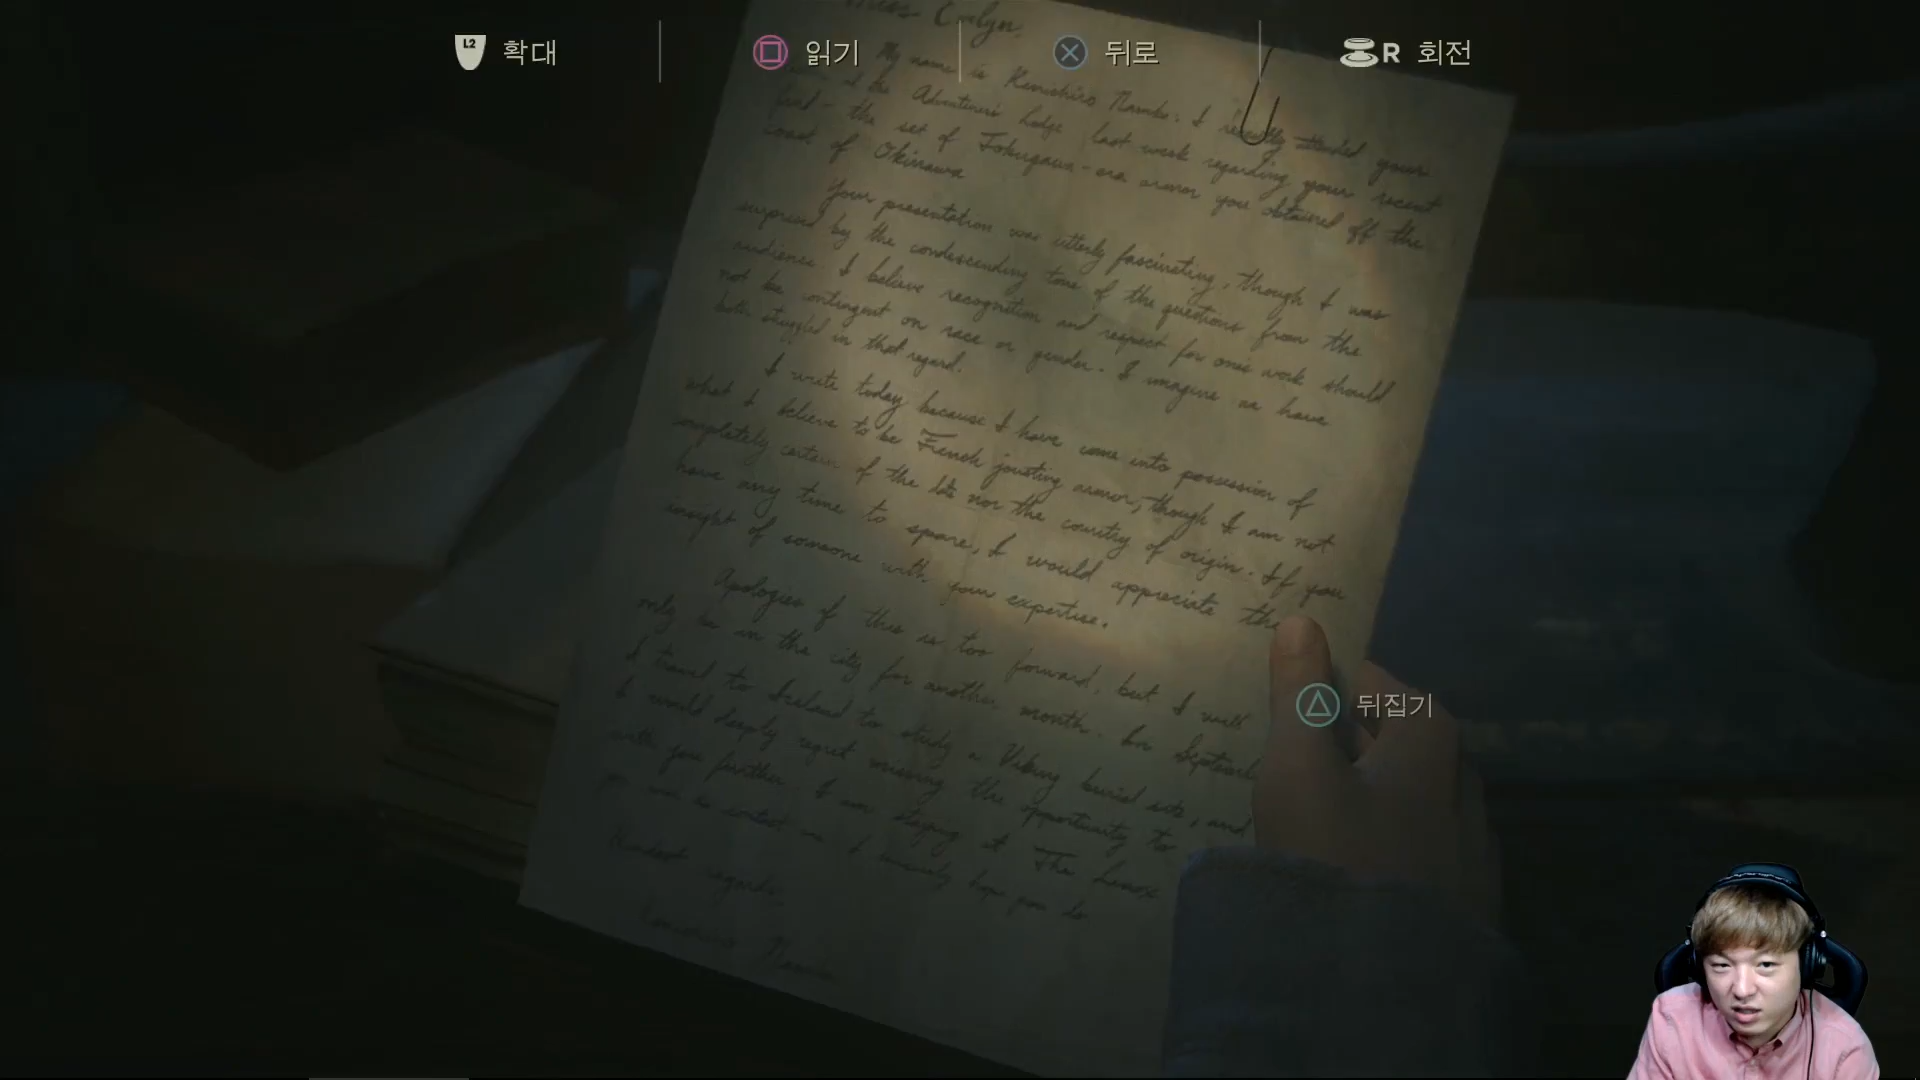 L2 확대
읽기
뒤로
R 회전
Miss Evelyn,
My name is Kenichiro Namba. I recently attended your
at the Adventurer's Lodge last week regarding your recent
find - the set of Tokugawa-era armor you obtained off the
coast of Okinawa
Your presentation was utterly fascinating, though I was
surprised by the condescending tone of the questions from the
audience. I believe recognition and respect for one's work should
not be contingent on race or gender. I imagine we have
both struggled in that regard.
I write today because I have come into possession of
what I believe to be French jousting armor, though I am not
completely certain of the date nor the country of origin. If you
have any time to spare, I would appreciate the
insight of someone with your expertise.
Apologies if this is too forward, but I will
only be in the city for another month. In September
I travel to Ireland to study a Viking burial site, and
I would deeply regret missing the opportunity to
with you further. I am staying at The Lenox
you to contact me I sincerely hope you do.
Kindest regards,
Kenichiro Namba
뒤집기